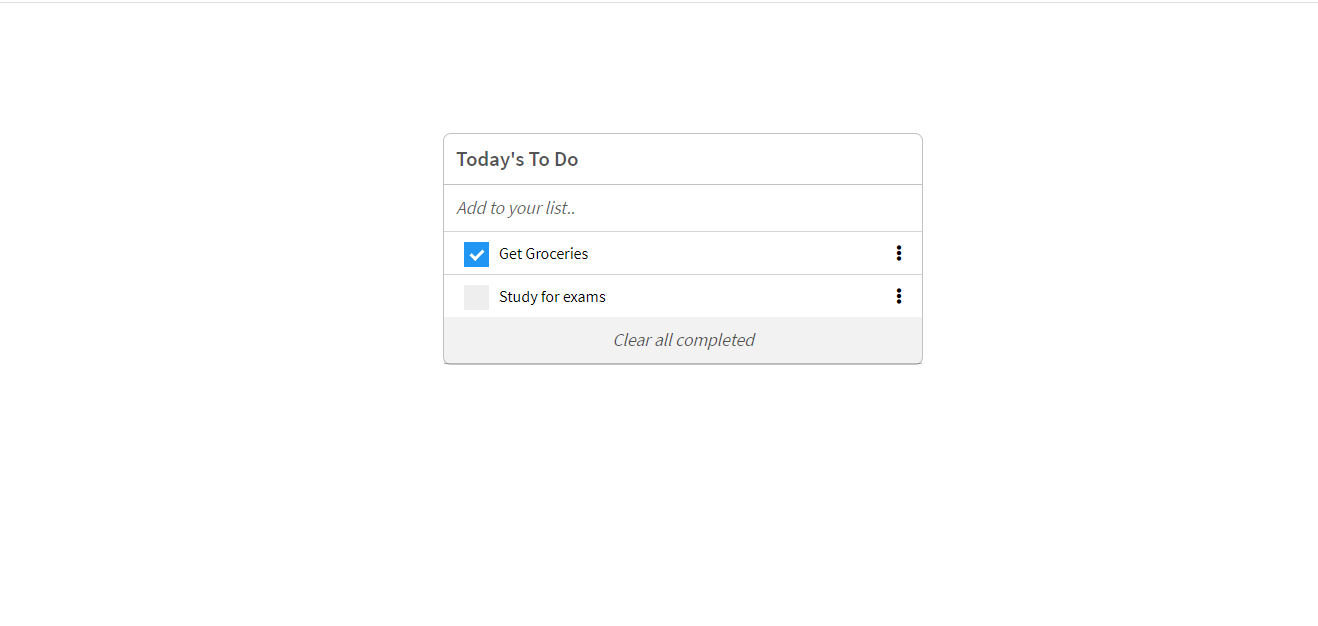 Today's To Do
Add to your list..
Get Groceries
Study for exams
Clear all completed